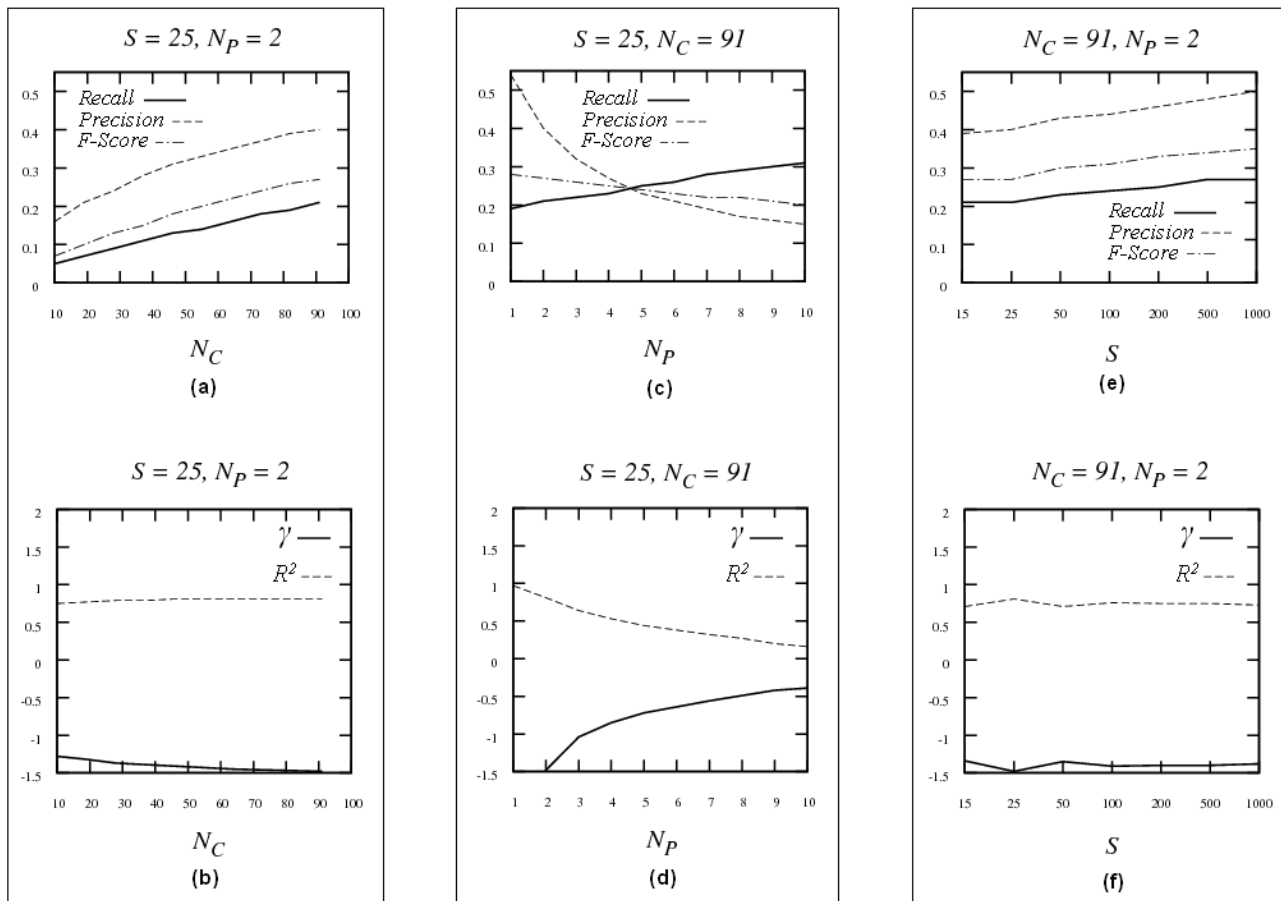 S = 25, N_P = 2
0.5
0.4
0.3
0.2
0.1
0
Recall
Precision
F-Score
10 20 30 40 50 60 70 80 90 100
N_C
(a)
S = 25, N_C = 91
0.5
0.4
0.3
0.2
0.1
0
Recall
Precision
F-Score
1 2 3 4 5 6 7 8 9 10
N_P
(c)
N_C = 91, N_P = 2
0.5
0.4
0.3
0.2
0.1
0
Recall
Precision
F-Score
15 25 50 100 200 500 1000
S
(e)
S = 25, N_P = 2
2
1.5
1
0.5
0
-0.5
-1
-1.5
γ
R²
10 20 30 40 50 60 70 80 90 100
N_C
(b)
S = 25, N_C = 91
2
1.5
1
0.5
0
-0.5
-1
-1.5
γ
R²
1 2 3 4 5 6 7 8 9 10
N_P
(d)
N_C = 91, N_P = 2
2
1.5
1
0.5
0
-0.5
-1
-1.5
γ
R²
15 25 50 100 200 500 1000
S
(f)